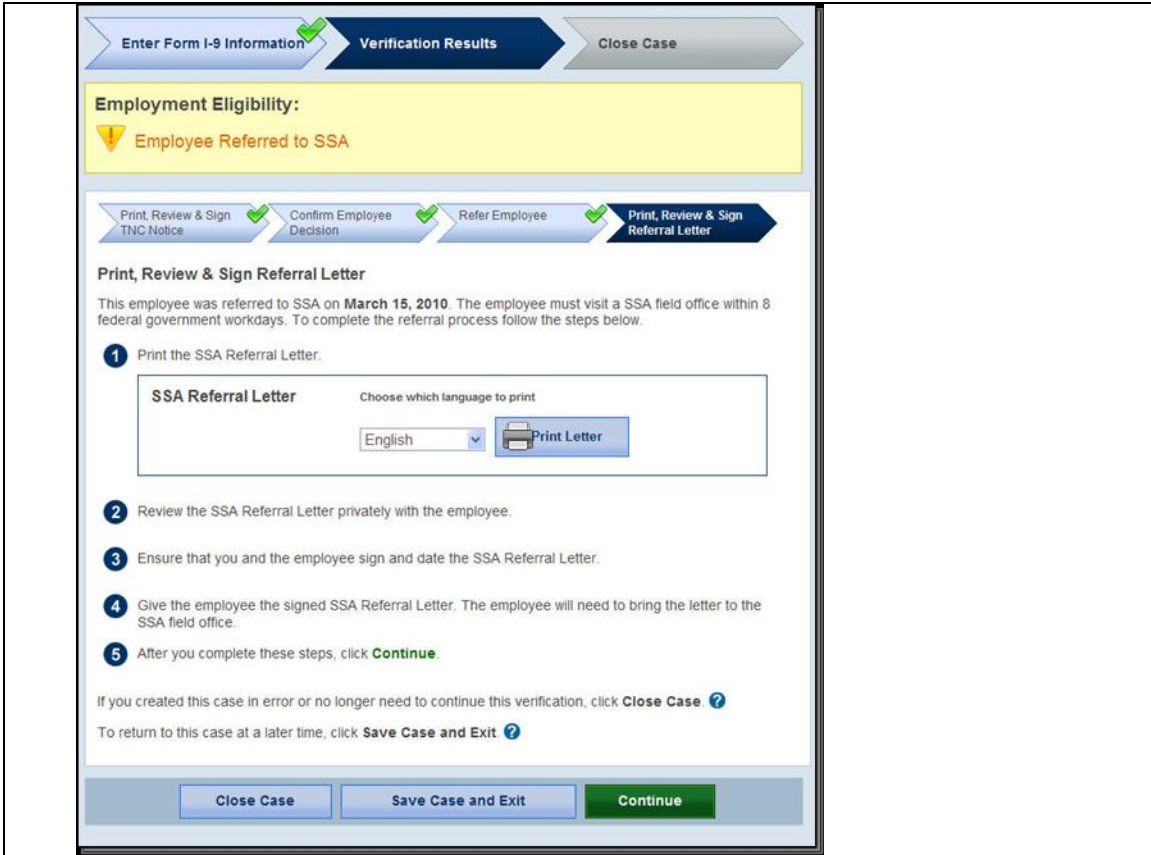 Enter Form I-9 Information
Verification Results
Close Case
Employment Eligibility:
Employee Referred to SSA
Print, Review & Sign
TNC Notice
Confirm Employee
Decision
Refer Employee
Print, Review & Sign
Referral Letter
Print, Review & Sign Referral Letter
This employee was referred to SSA on March 15, 2010. The employee must visit a SSA field office within 8
federal government workdays. To complete the referral process follow the steps below.
1 Print the SSA Referral Letter.
SSA Referral Letter
Choose which language to print
English
Print Letter
2 Review the SSA Referral Letter privately with the employee.
3 Ensure that you and the employee sign and date the SSA Referral Letter.
4 Give the employee the signed SSA Referral Letter. The employee will need to bring the letter to the
SSA field office.
5 After you complete these steps, click Continue.
If you created this case in error or no longer need to continue this verification, click Close Case. ?
To return to this case at a later time, click Save Case and Exit. ?
Close Case
Save Case and Exit
Continue